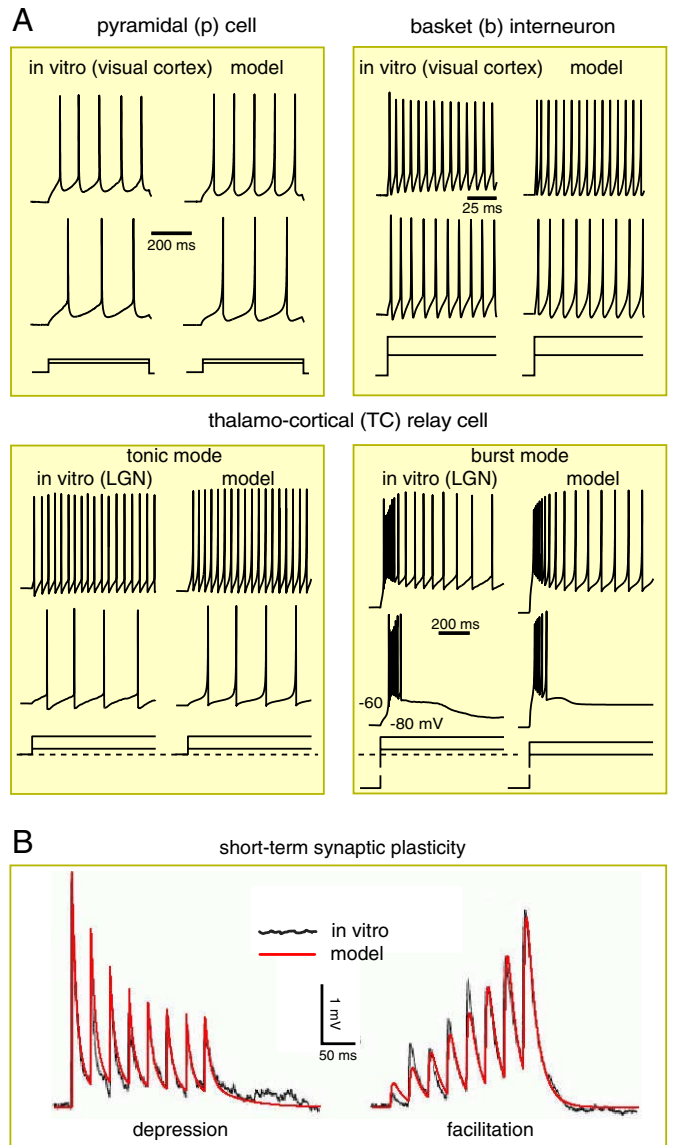 A
pyramidal (p) cell
basket (b) interneuron
in vitro (visual cortex) model
in vitro (visual cortex) model
200 ms
25 ms
thalamo-cortical (TC) relay cell
tonic mode
in vitro (LGN) model
burst mode
in vitro (LGN) model
200 ms
-60
-80 mV
B
short-term synaptic plasticity
in vitro
model
1 mV
50 ms
depression
facilitation